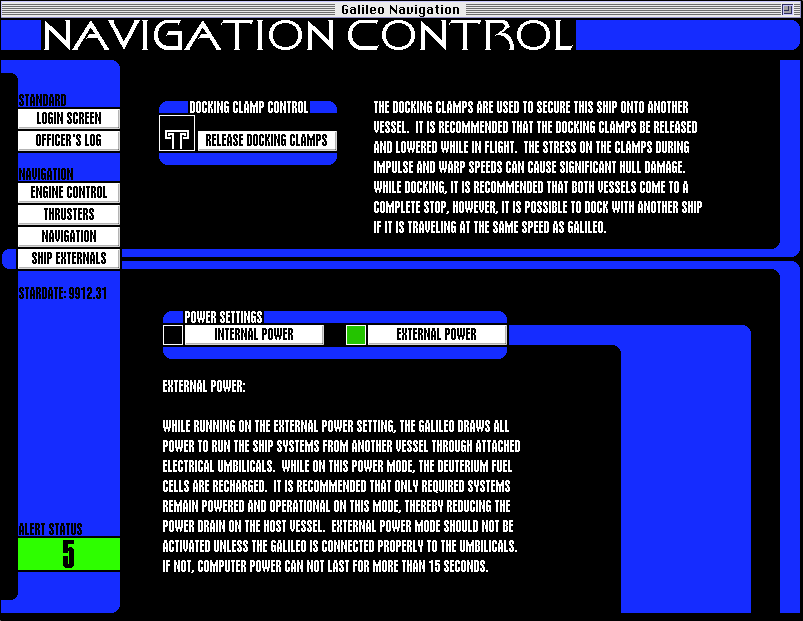 Galileo Navigation
NAVIGATION CONTROL
STANDARD
LOGIN SCREEN
OFFICER'S LOG
NAVIGATION
ENGINE CONTROL
THRUSTERS
NAVIGATION
SHIP EXTERNALS
STARDATE: 9912.31
ALERT STATUS
5
DOCKING CLAMP CONTROL
RELEASE DOCKING CLAMPS
THE DOCKING CLAMPS ARE USED TO SECURE THIS SHIP ONTO ANOTHER
VESSEL. IT IS RECOMMENDED THAT THE DOCKING CLAMPS BE RELEASED
AND LOWERED WHILE IN FLIGHT. THE STRESS ON THE CLAMPS DURING
IMPULSE AND WARP SPEEDS CAN CAUSE SIGNIFICANT HULL DAMAGE.
WHILE DOCKING, IT IS RECOMMENDED THAT BOTH VESSELS COME TO A
COMPLETE STOP, HOWEVER, IT IS POSSIBLE TO DOCK WITH ANOTHER SHIP
IF IT IS TRAVELING AT THE SAME SPEED AS GALILEO.
POWER SETTINGS
INTERNAL POWER
EXTERNAL POWER
EXTERNAL POWER:
WHILE RUNNING ON THE EXTERNAL POWER SETTING, THE GALILEO DRAWS ALL
POWER TO RUN THE SHIP SYSTEMS FROM ANOTHER VESSEL THROUGH ATTACHED
ELECTRICAL UMBILICALS. WHILE ON THIS POWER MODE, THE DEUTERIUM FUEL
CELLS ARE RECHARGED. IT IS RECOMMENDED THAT ONLY REQUIRED SYSTEMS
REMAIN POWERED AND OPERATIONAL ON THIS MODE, THEREBY REDUCING THE
POWER DRAIN ON THE HOST VESSEL. EXTERNAL POWER MODE SHOULD NOT BE
ACTIVATED UNLESS THE GALILEO IS CONNECTED PROPERLY TO THE UMBILICALS.
IF NOT, COMPUTER POWER CAN NOT LAST FOR MORE THAN 15 SECONDS.